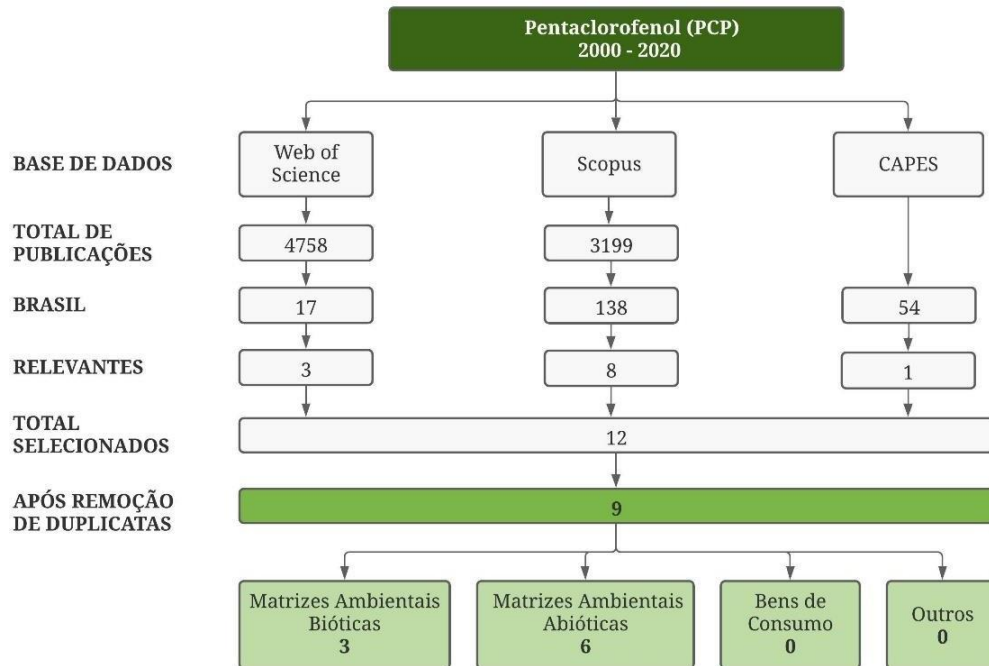 Pentaclorofenol (PCP)
2000 - 2020
BASE DE DADOS
Web of
Science
Scopus
CAPES
TOTAL DE
PUBLICAÇÕES
4758
3199
BRASIL
17
138
54
RELEVANTES
3
8
1
TOTAL
SELECIONADOS
12
APÓS REMOÇÃO
DE DUPLICATAS
9
Matrizes Ambientais
Bióticas
3
Matrizes Ambientais
Abióticas
6
Bens de
Consumo
0
Outros
0